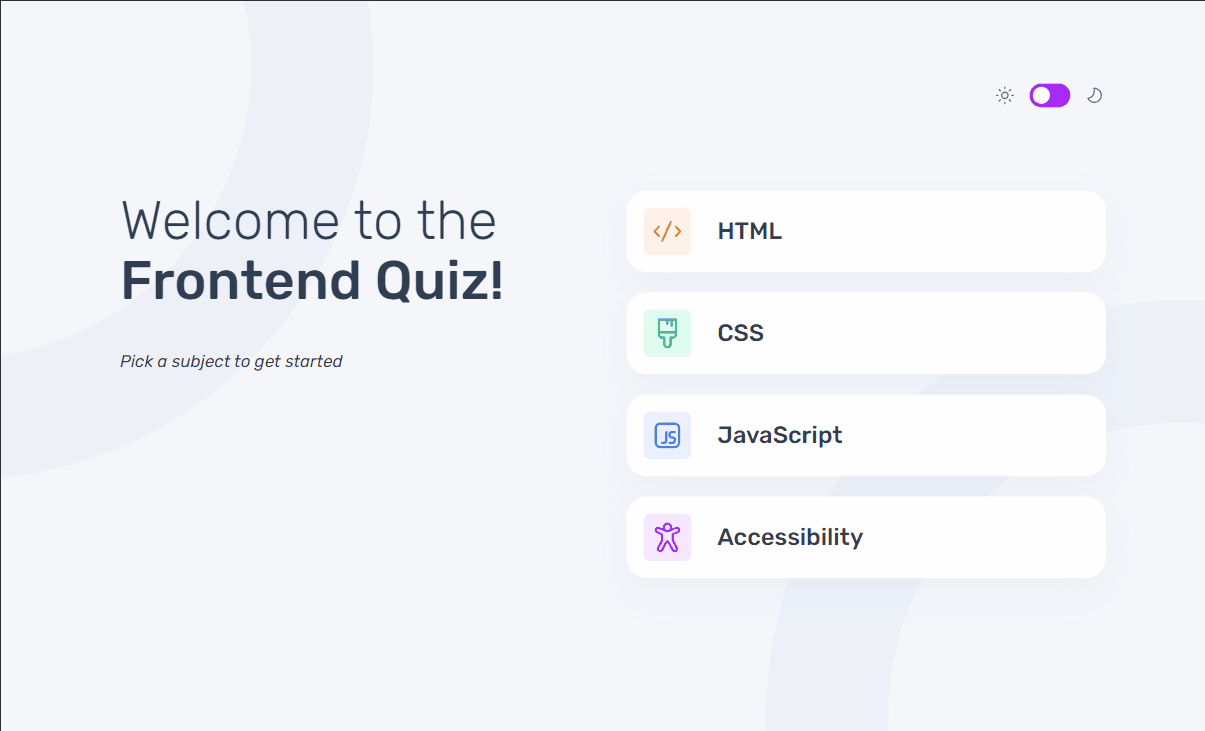 Welcome to the
Frontend Quiz!
Pick a subject to get started
</> HTML
CSS
JS JavaScript
Accessibility